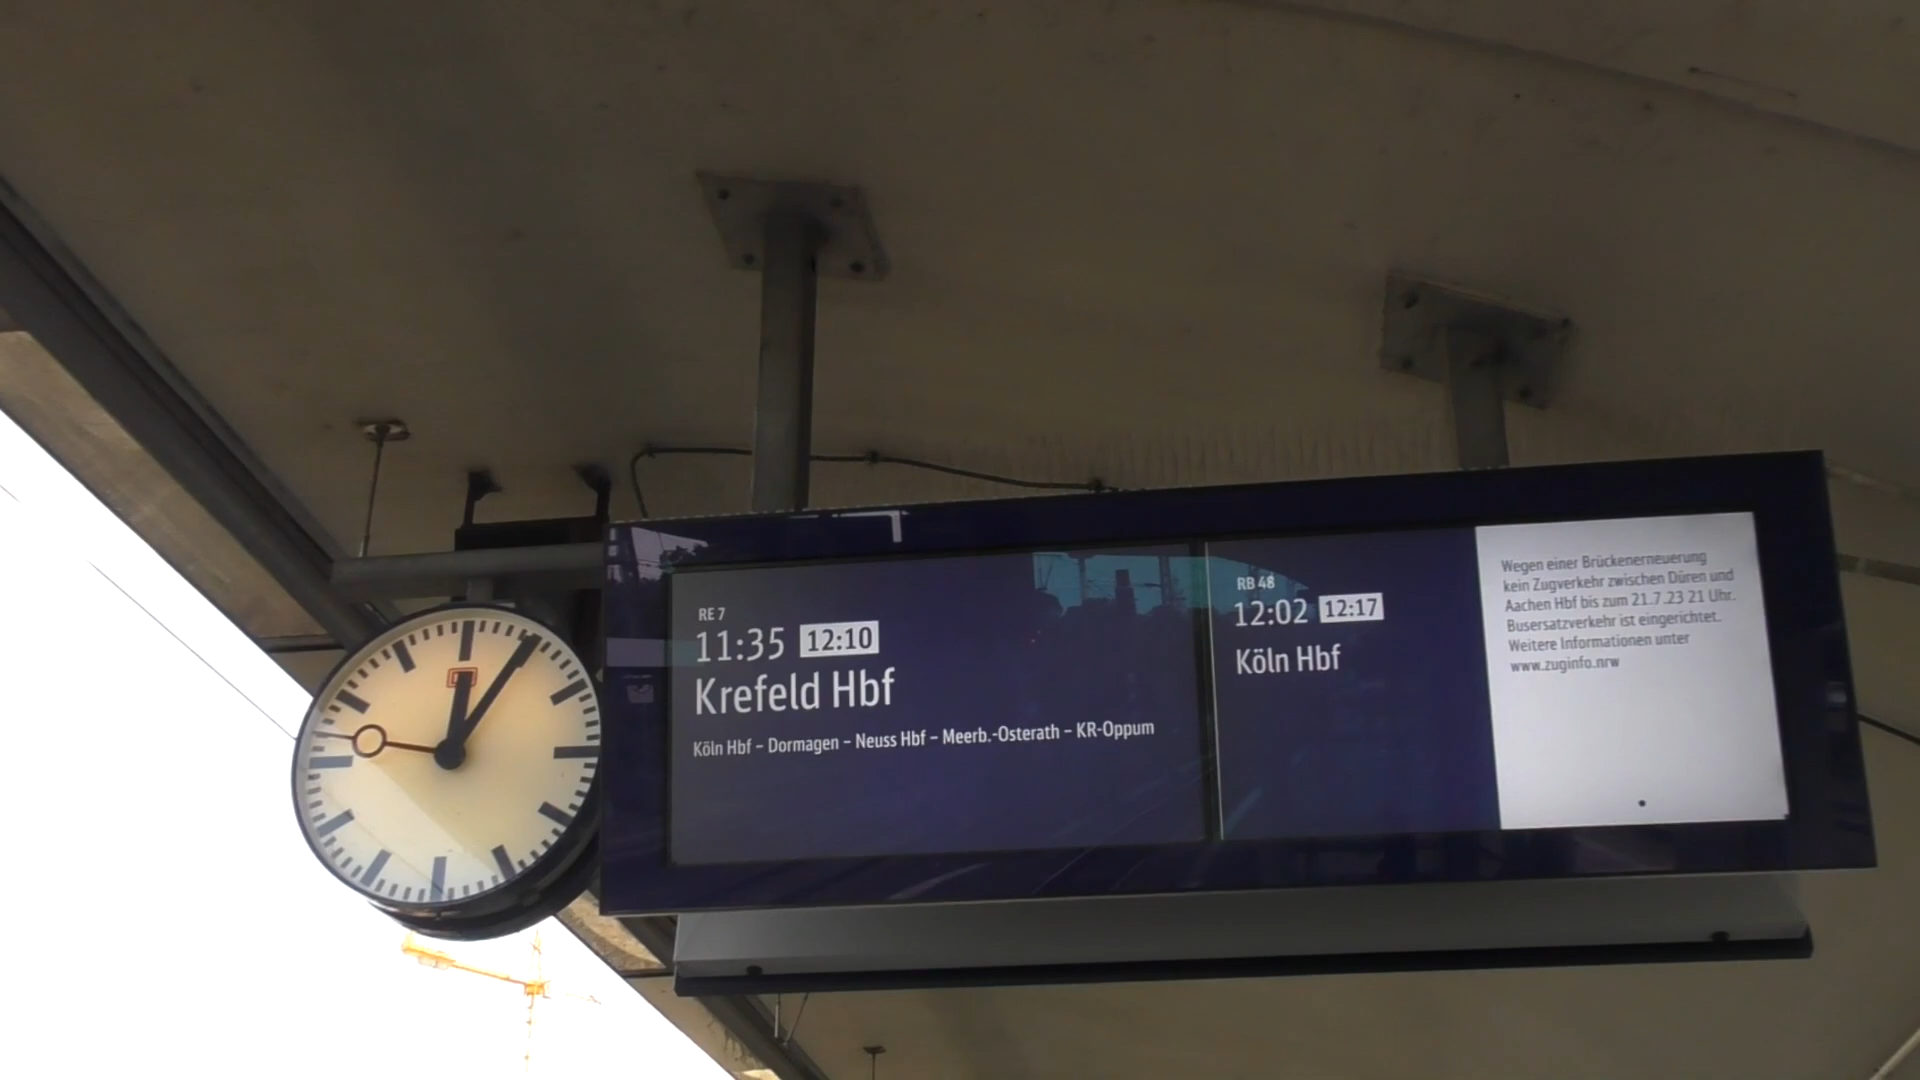 RE 7
11:35 12:10
Krefeld Hbf
Köln Hbf – Dormagen – Neuss Hbf – Meerb.-Osterath – KR-Oppum
RB 48
12:02 12:17
Köln Hbf
Wegen einer Brückenerneuerung
kein Zugverkehr zwischen Düren und
Aachen Hbf bis zum 21.7.23 21 Uhr.
Busersatzverkehr ist eingerichtet.
Weitere Informationen unter
www.zuginfo.nrw